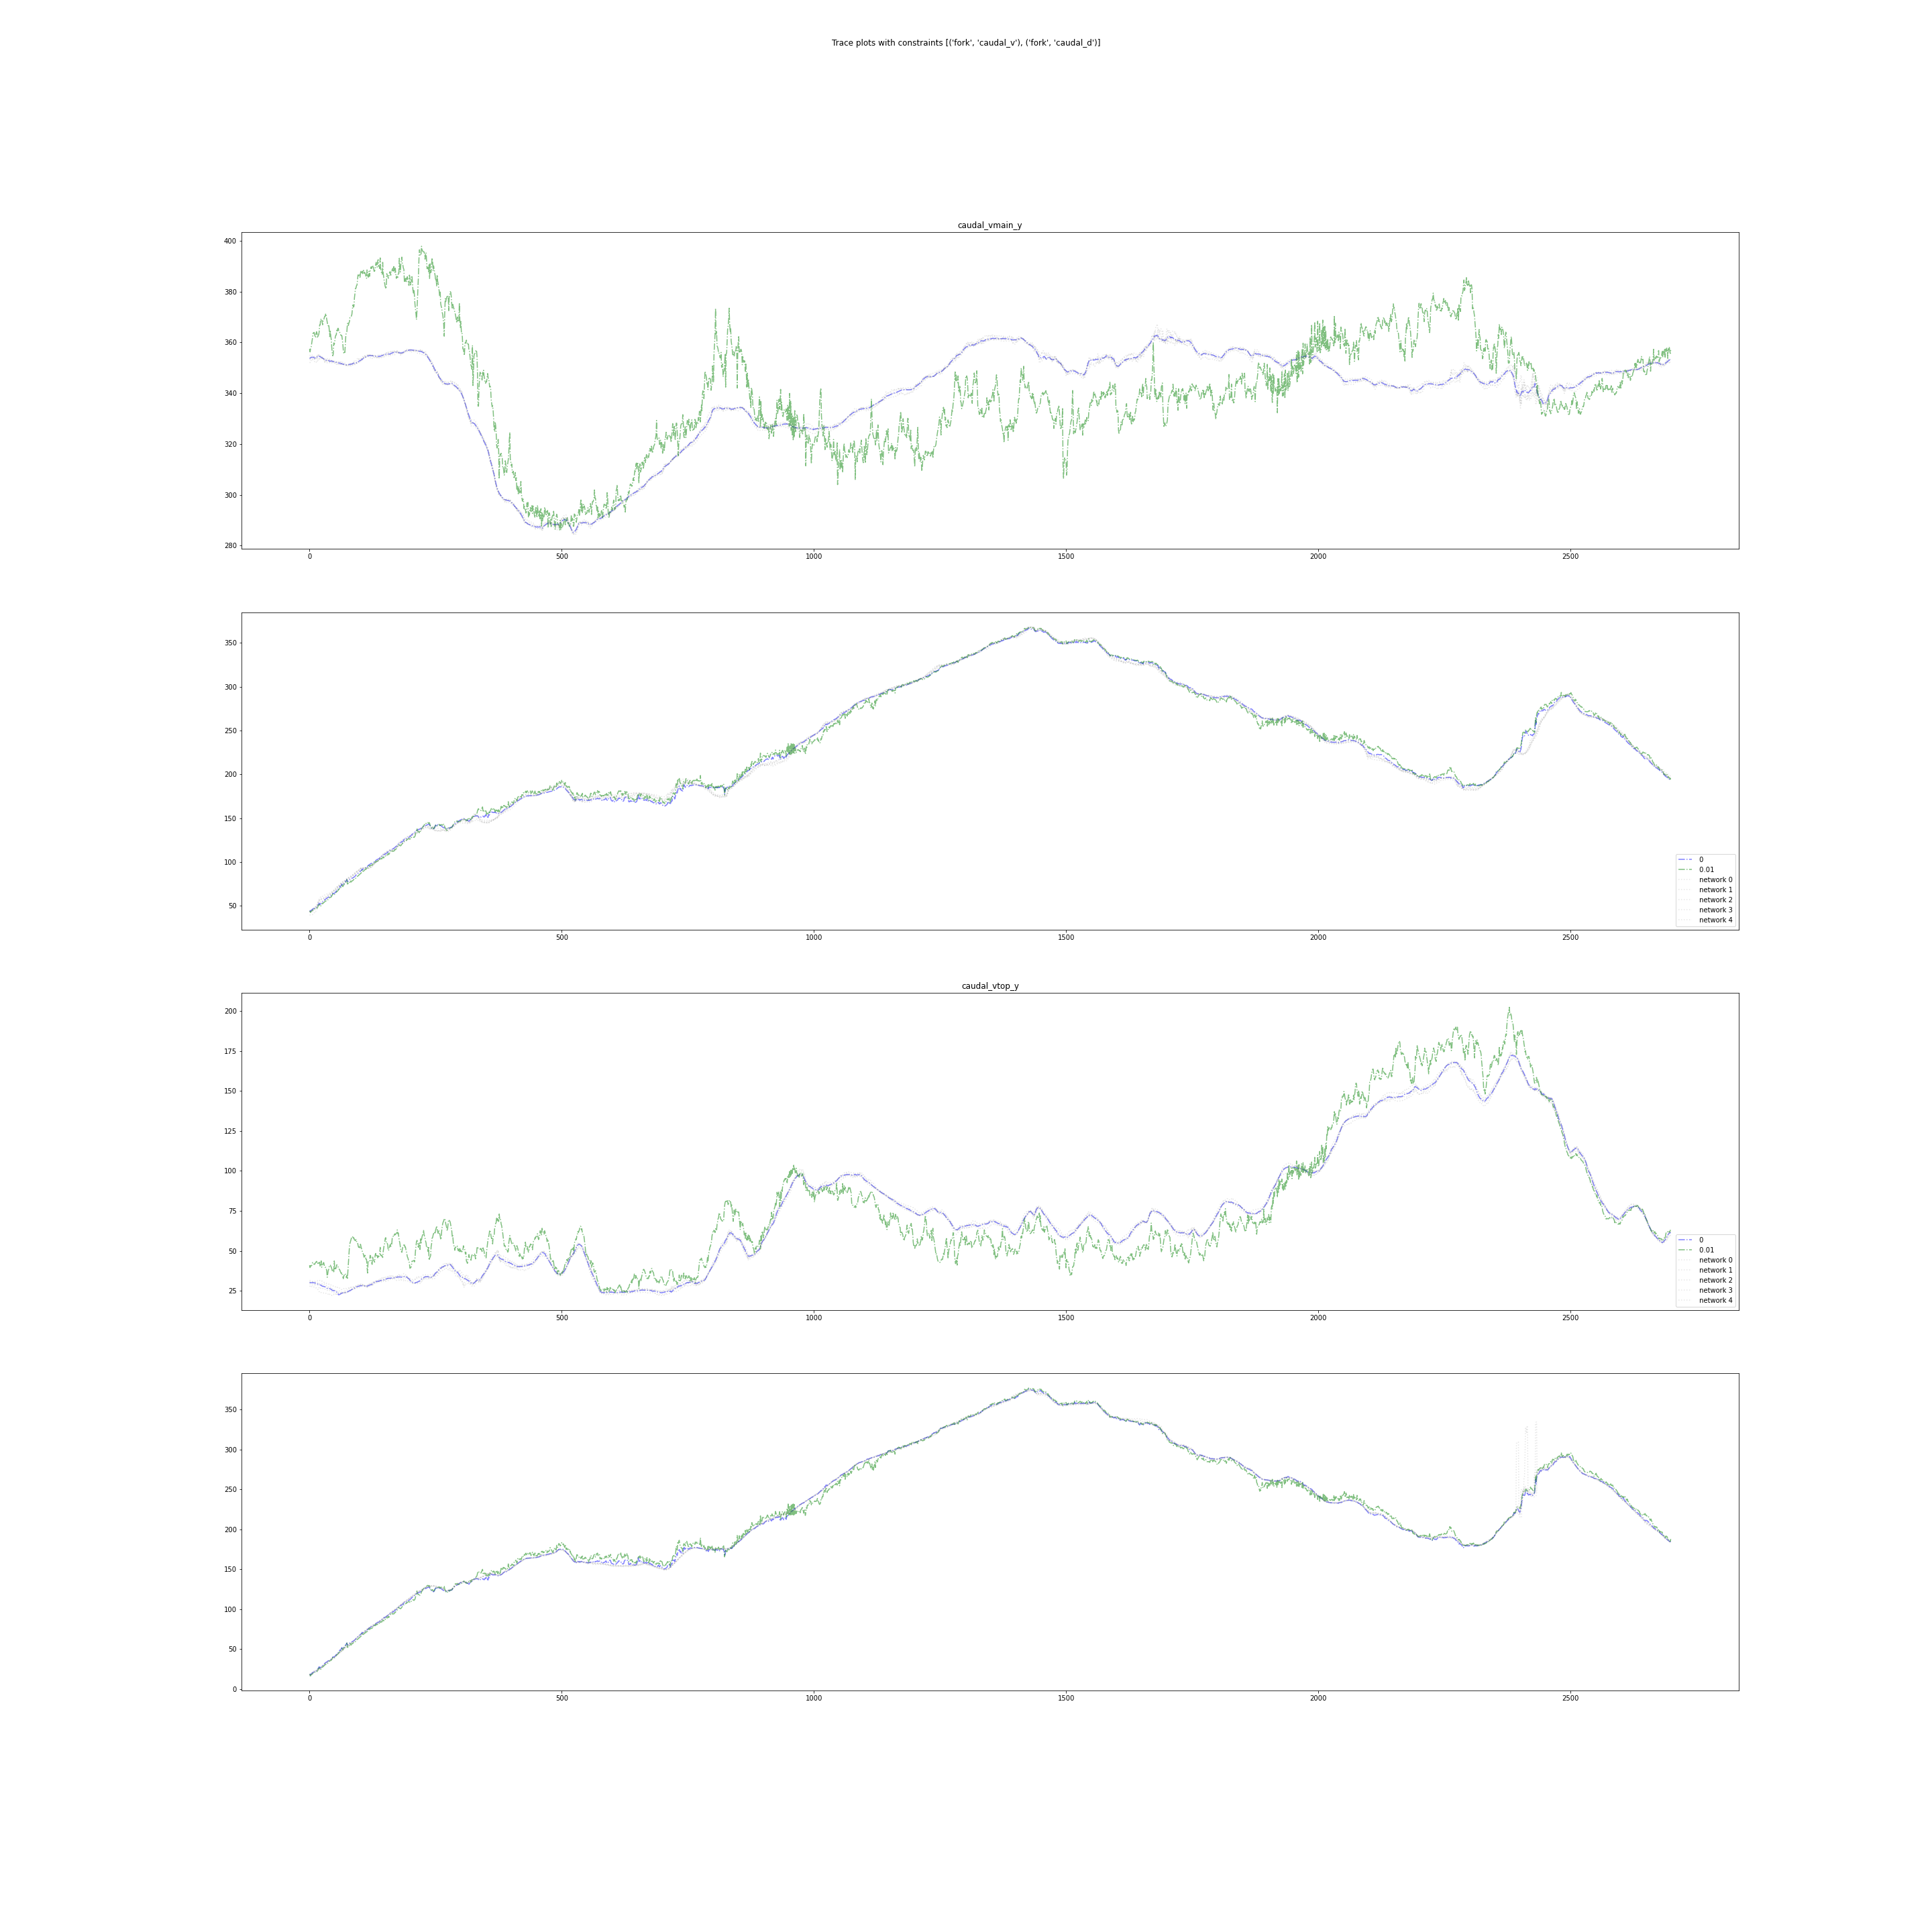 Trace plots with constraints [('fork', 'caudal_v'), ('fork', 'caudal_d')]
caudal_vmain_y
400
380
360
340
320
300
280
0 500 1000 1500 2000 2500
350
300
250
200
150
100
50
0
0.01
network 0
network 1
network 2
network 3
network 4
0 500 1000 1500 2000 2500
caudal_vtop_y
200
175
150
125
100
75
50
25
0
0.01
network 0
network 1
network 2
network 3
network 4
0 500 1000 1500 2000 2500
350
300
250
200
150
100
50
0
0 500 1000 1500 2000 2500